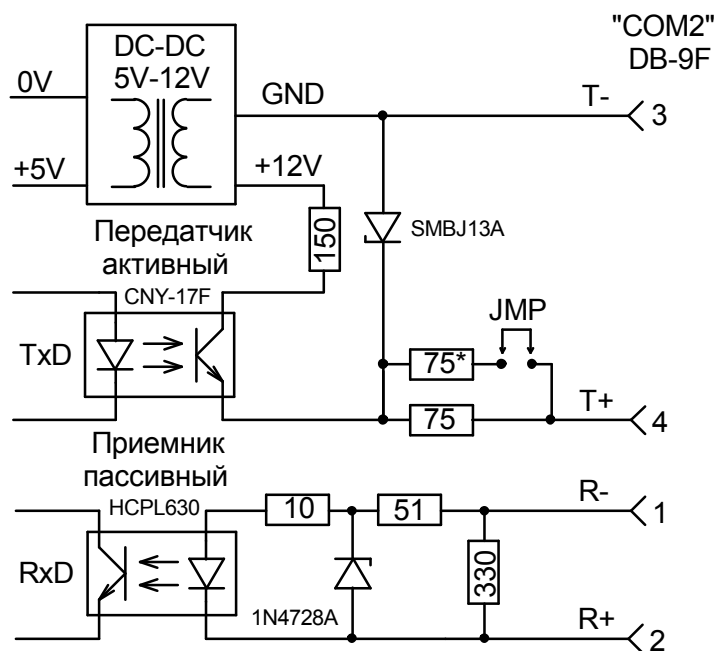 "COM2"
DB-9F
DC-DC
5V-12V
0V
GND
T-
3
+5V
+12V
150
SMBJ13A
Передатчик
активный
CNY-17F
JMP
TxD
75*
75
T+
4
Приемник
пассивный
HCPL630
10
51
R-
1
RxD
330
1N4728A
R+
2